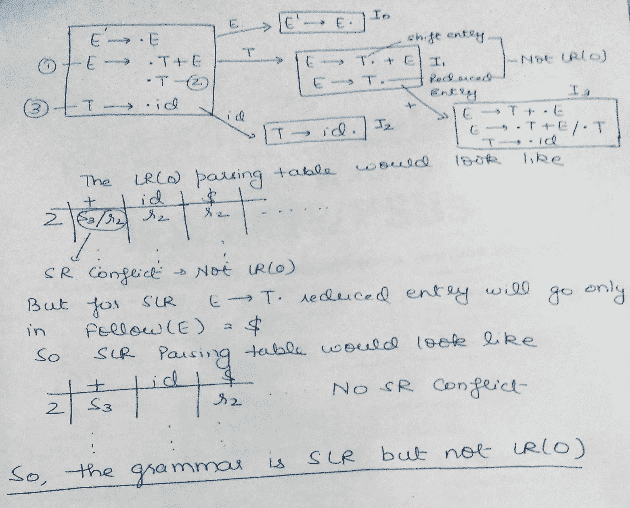 E' → .E
① E → .T+E
.T ②
③ T → .id
E
E' → E. I₀
T
E → T. + E I₁
E → T.
shift entry
Reduced entry
Not LR(0)
+
I₃
E → T + .E
E → .T+E/.T
T → .id
id
T → id. I₂
The LR(0) parsing table would look like
+ id $
2 S₃/r₂ r₂ r₂ ......
SR Conflict → Not LR(0)
But for SLR E → T. reduced entry will go only
in Follow(E) = $
So SLR Parsing table would look like
+ id $
2 S₃ r₂
No SR Conflict
So, the grammar is SLR but not LR(0)